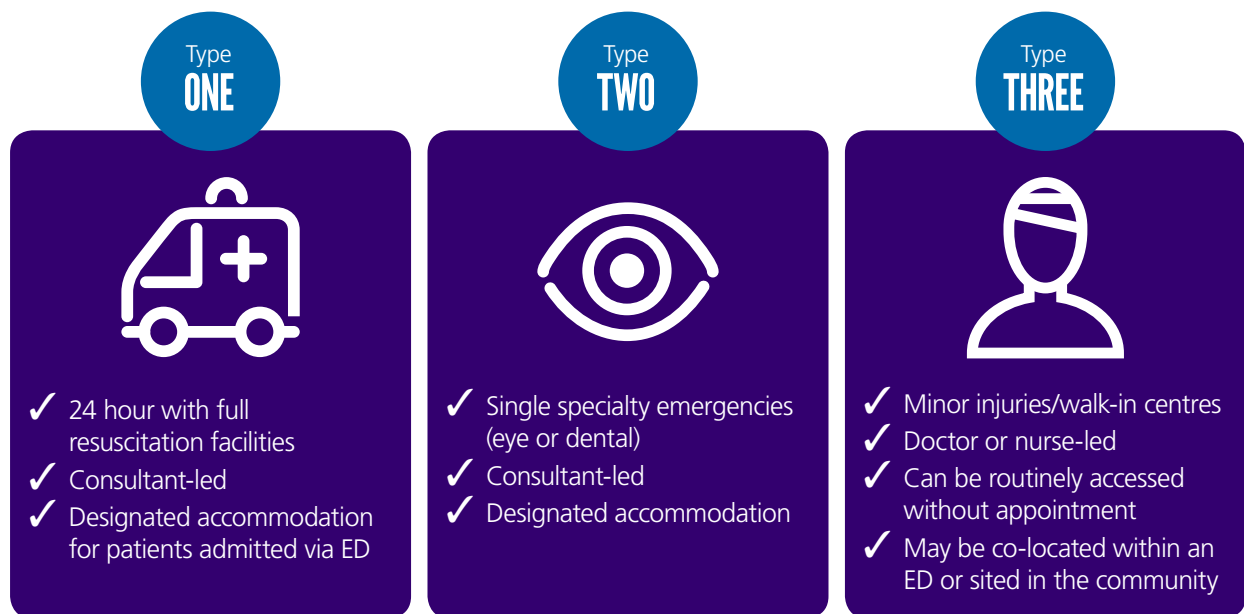 Type
ONE
24 hour with full
resuscitation facilities
Consultant-led
Designated accommodation
for patients admitted via ED
Type
TWO
Single specialty emergencies
(eye or dental)
Consultant-led
Designated accommodation
Type
THREE
Minor injuries/walk-in centres
Doctor or nurse-led
Can be routinely accessed
without appointment
May be co-located within an
ED or sited in the community